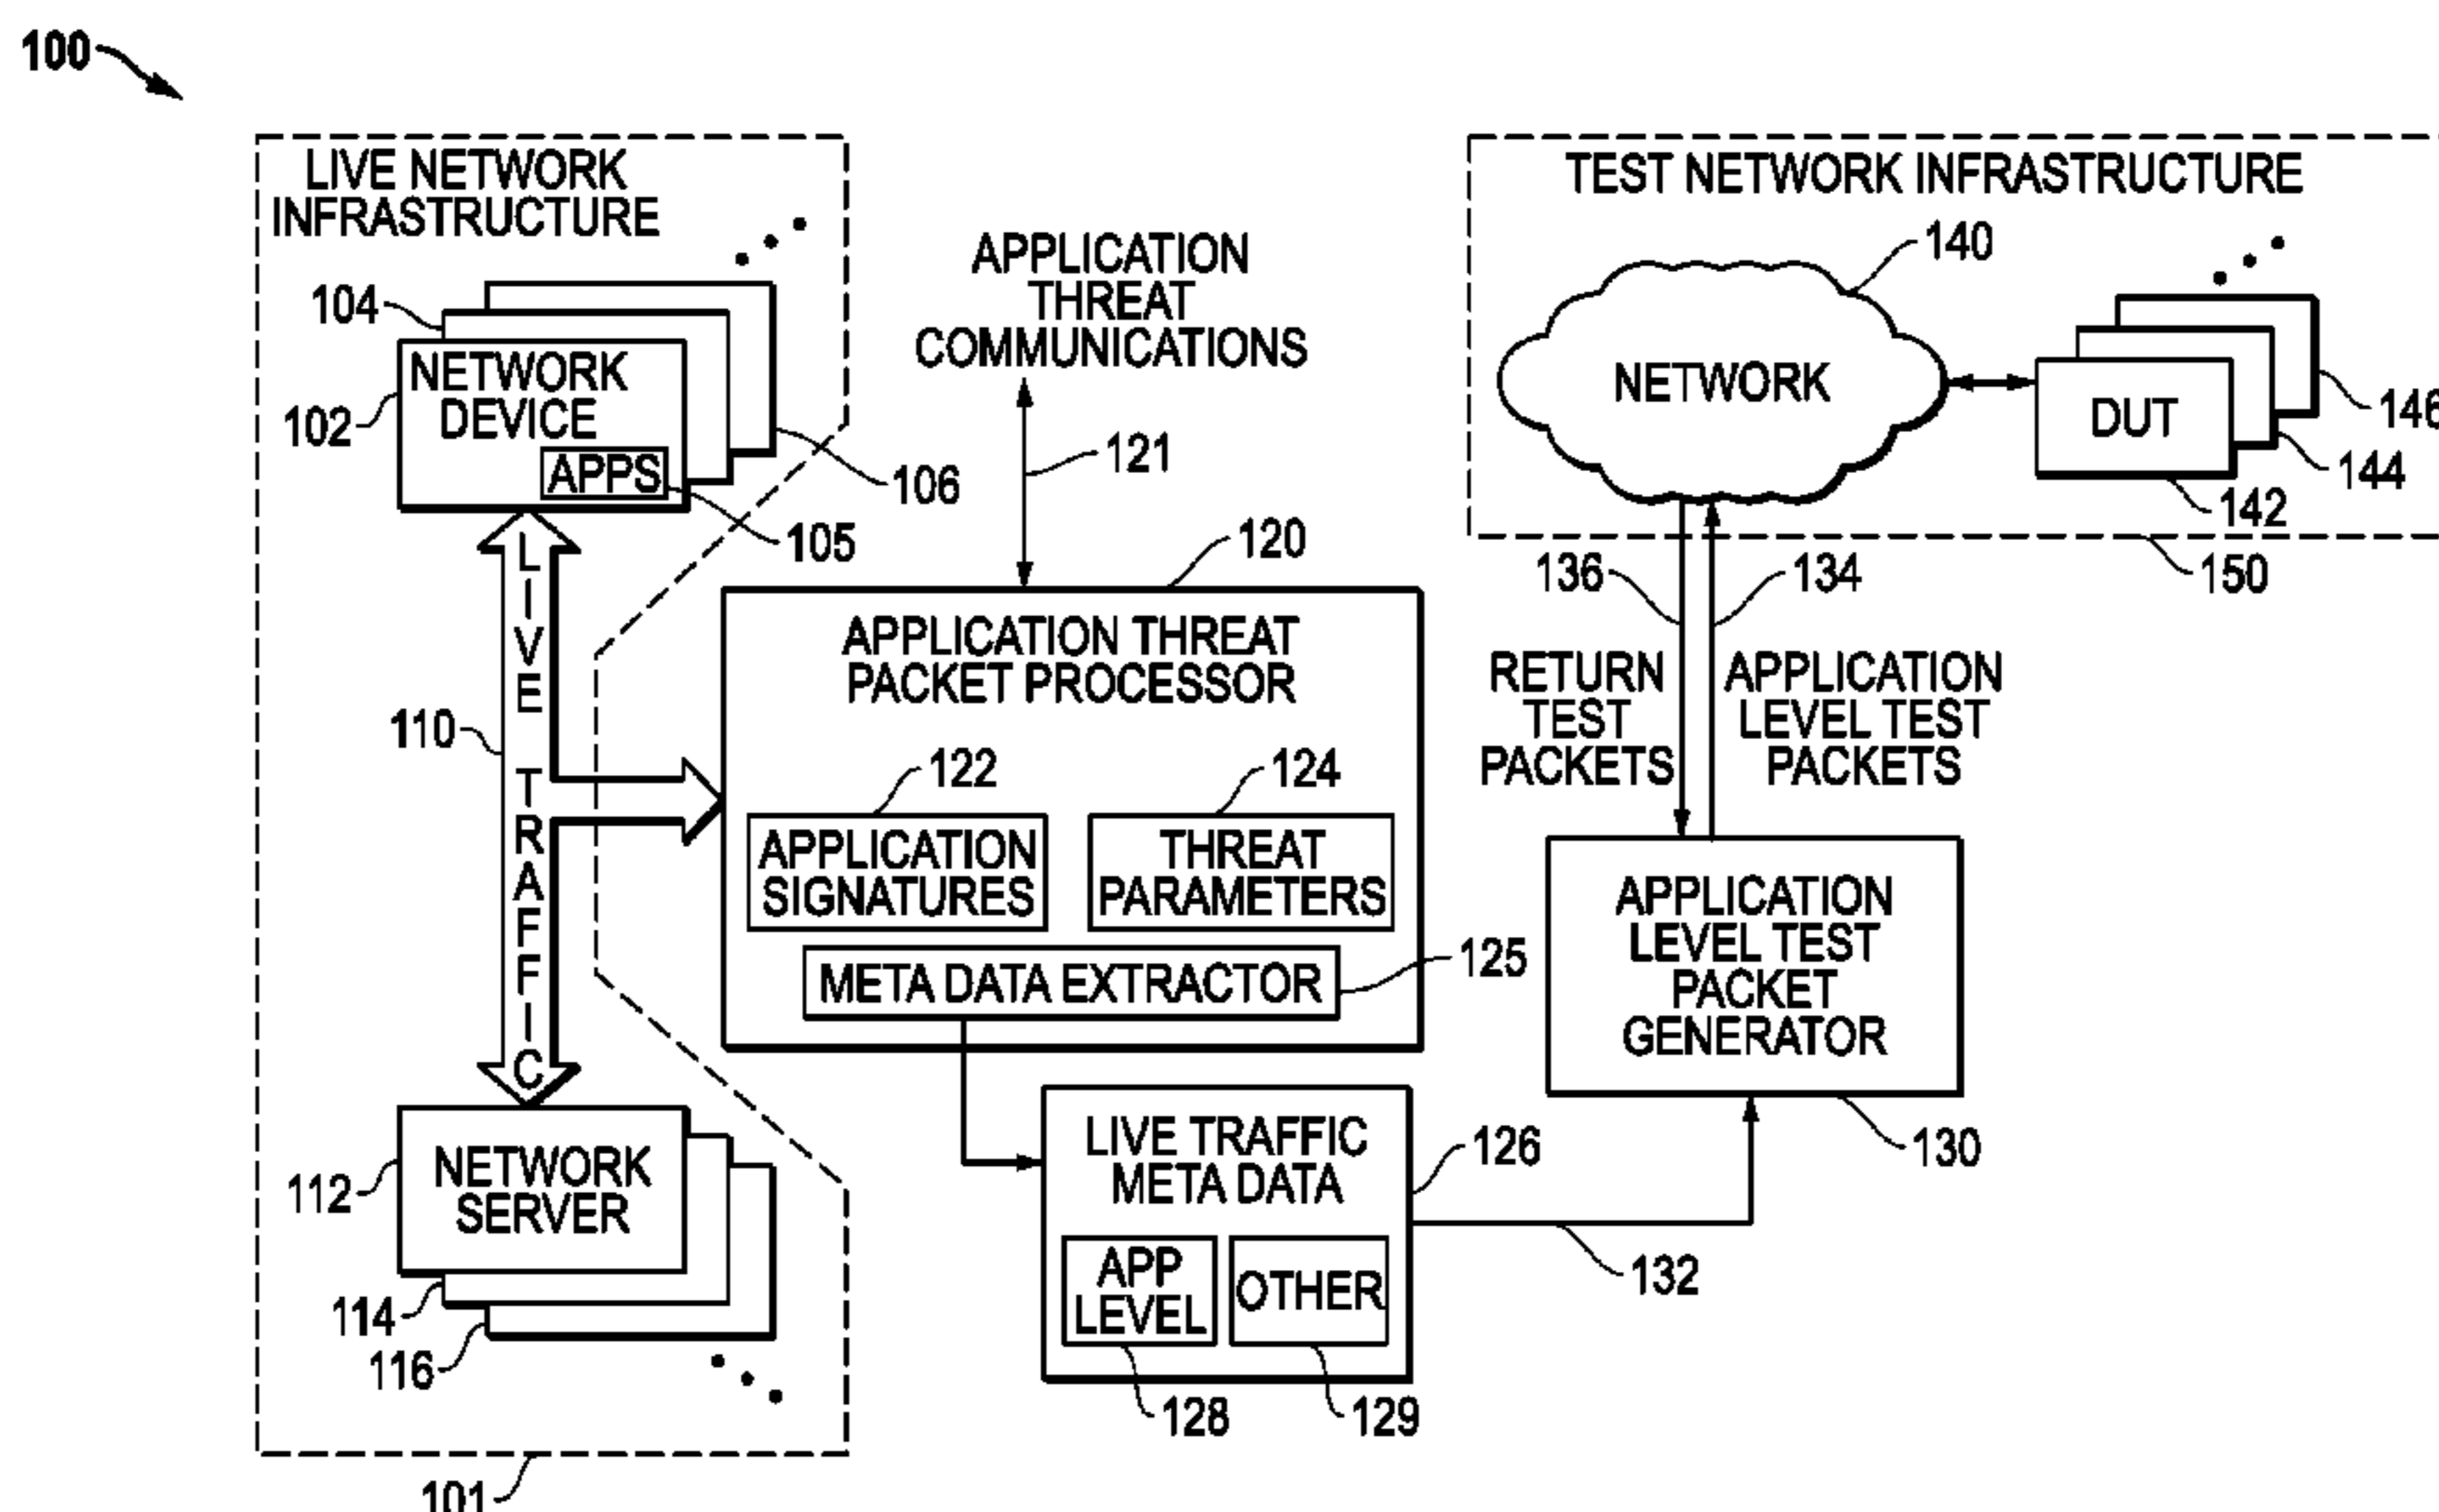 100
LIVE NETWORK
INFRASTRUCTURE
104
102
NETWORK
DEVICE
APPS
106
105
LIVE TRAFFIC
110
112
NETWORK
SERVER
114
116
101
APPLICATION
THREAT
COMMUNICATIONS
121
120
APPLICATION THREAT
PACKET PROCESSOR
122
124
APPLICATION
SIGNATURES
THREAT
PARAMETERS
125
META DATA EXTRACTOR
LIVE TRAFFIC
META DATA
126
APP
LEVEL
OTHER
128
129
132
TEST NETWORK INFRASTRUCTURE
140
NETWORK
DUT
146
144
142
150
136
134
RETURN
TEST
PACKETS
APPLICATION
LEVEL TEST
PACKETS
APPLICATION
LEVEL TEST
PACKET
GENERATOR
130